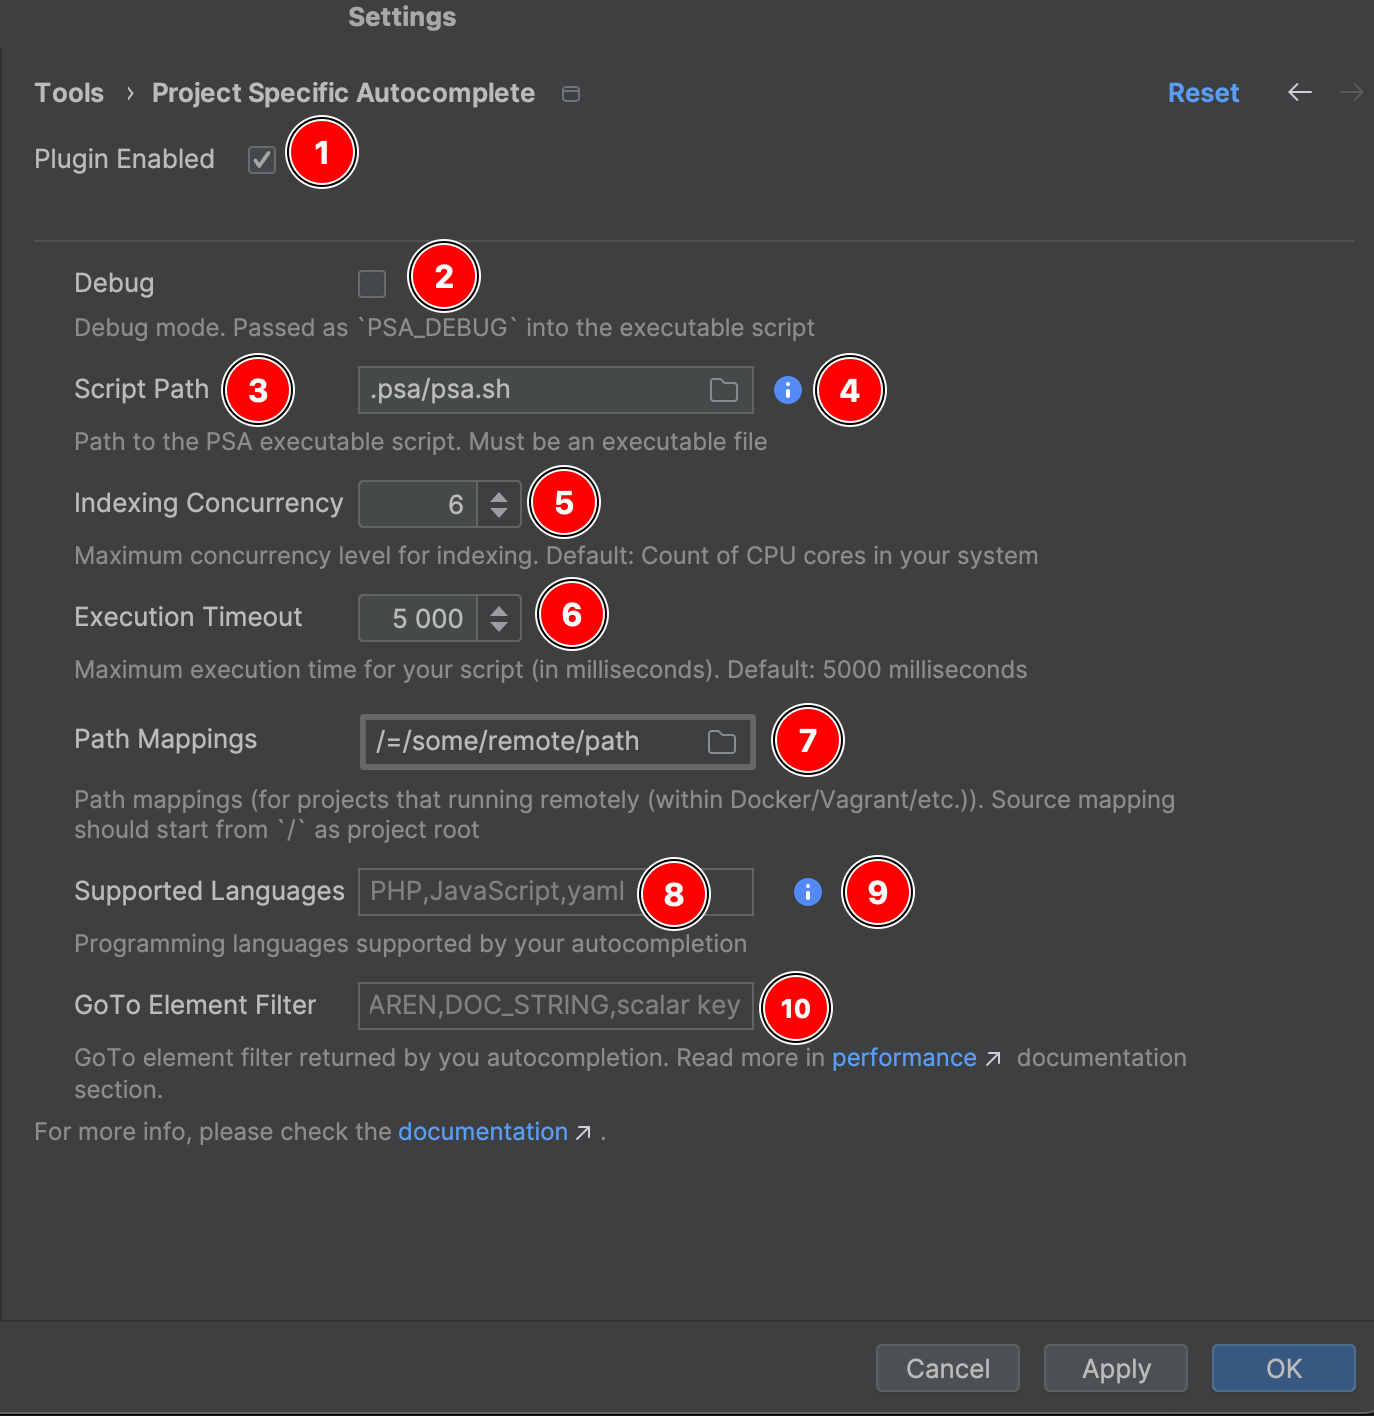 Settings
Tools › Project Specific Autocomplete Reset
Plugin Enabled 1
Debug 2
Debug mode. Passed as `PSA_DEBUG` into the executable script
Script Path 3 .psa/psa.sh 4
Path to the PSA executable script. Must be an executable file
Indexing Concurrency 6 5
Maximum concurrency level for indexing. Default: Count of CPU cores in your system
Execution Timeout 5 000 6
Maximum execution time for your script (in milliseconds). Default: 5000 milliseconds
Path Mappings /=/some/remote/path 7
Path mappings (for projects that running remotely (within Docker/Vagrant/etc.)). Source mapping
should start from `/` as project root
Supported Languages PHP,JavaScript,yaml 8 9
Programming languages supported by your autocompletion
GoTo Element Filter AREN,DOC_STRING,scalar key 10
GoTo element filter returned by you autocompletion. Read more in performance ↗ documentation
section.
For more info, please check the documentation ↗ .
Cancel Apply OK